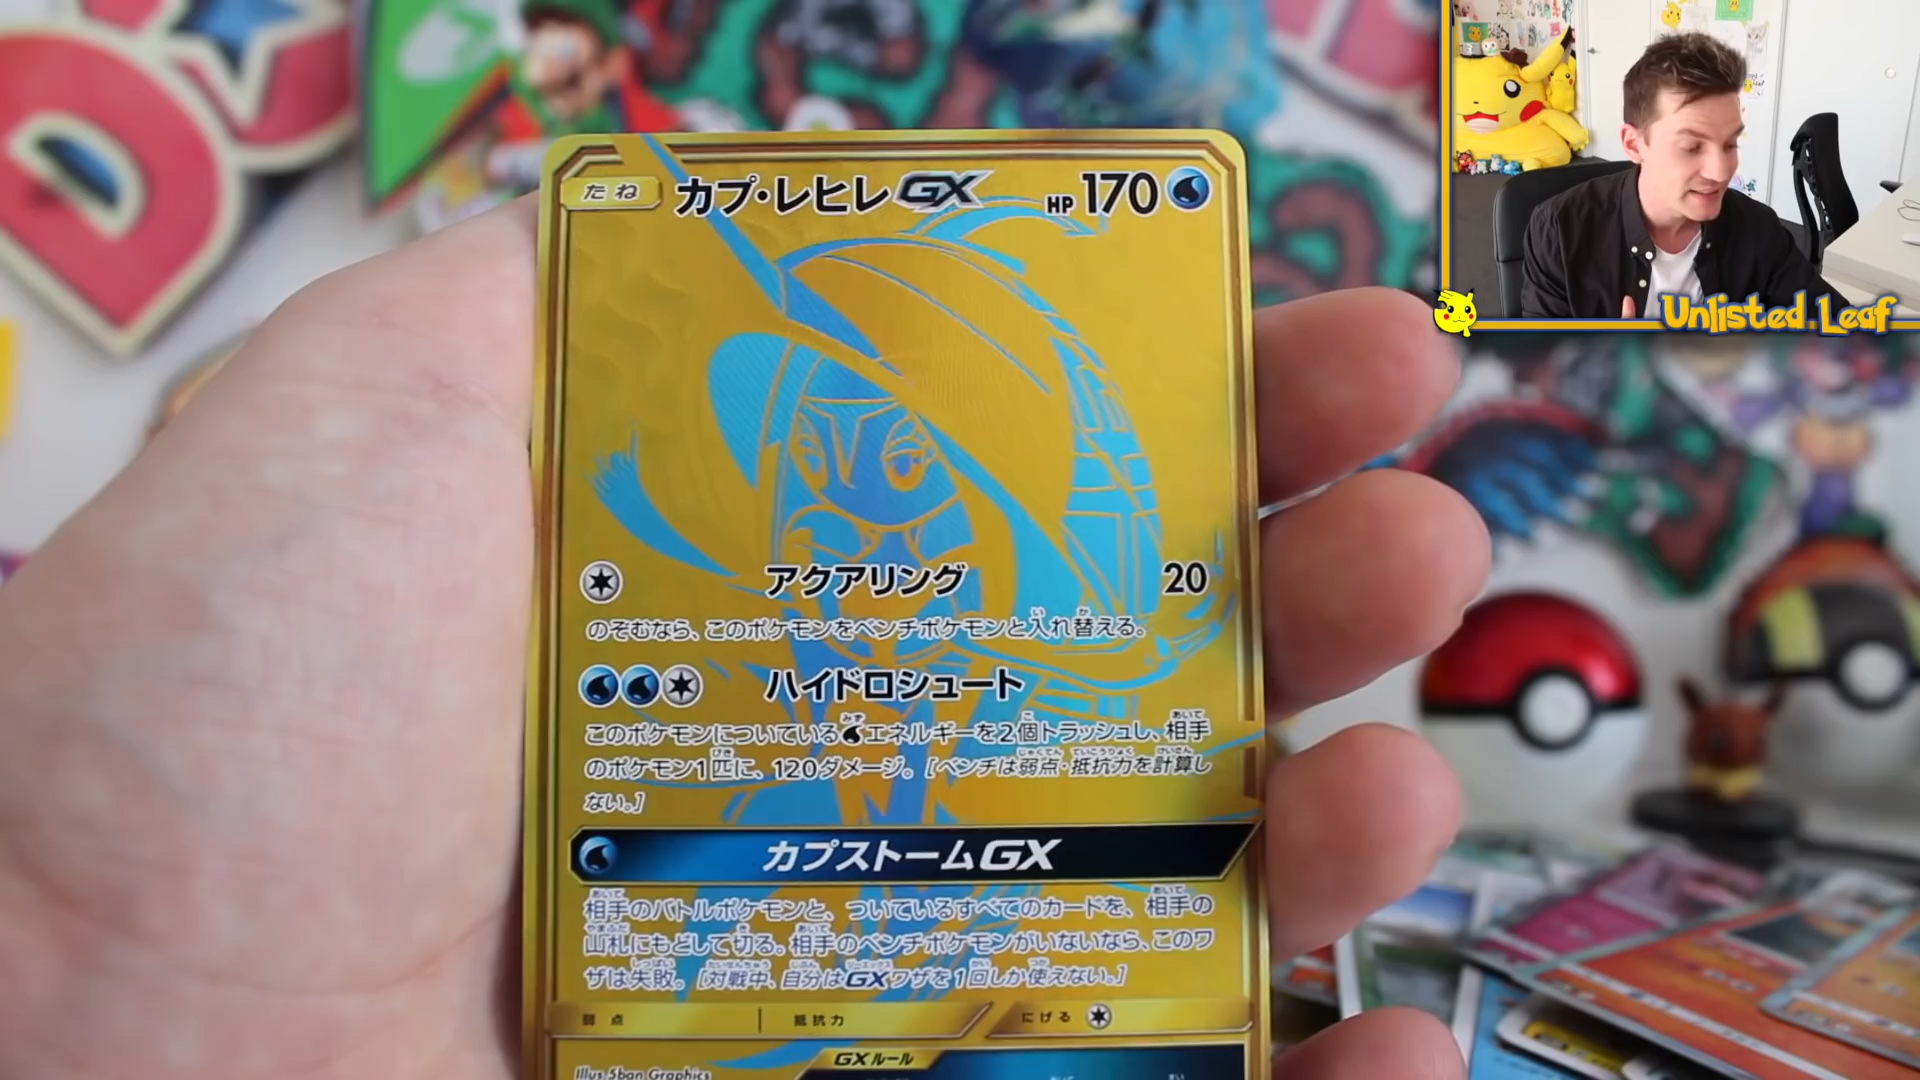 たね カプ・レヒレGX HP170
アクアリング 20
のぞむなら、このポケモンをベンチポケモンと入れ替える。
ハイドロシュート
このポケモンについているエネルギーを2個トラッシュし、相手
のポケモン1匹に、120ダメージ。[ベンチは弱点・抵抗力を計算し
ない。]
カプストームGX
相手のバトルポケモンと、ついているすべてのカードを、相手の
山札にもどして切る。相手のベンチポケモンがいないなら、このワ
ザは失敗。[対戦中、自分はGXワザを1回しか使えない。]
弱点 抵抗力 にげる
GXルール
Illus. 5ban Graphics
Unlisted Leaf